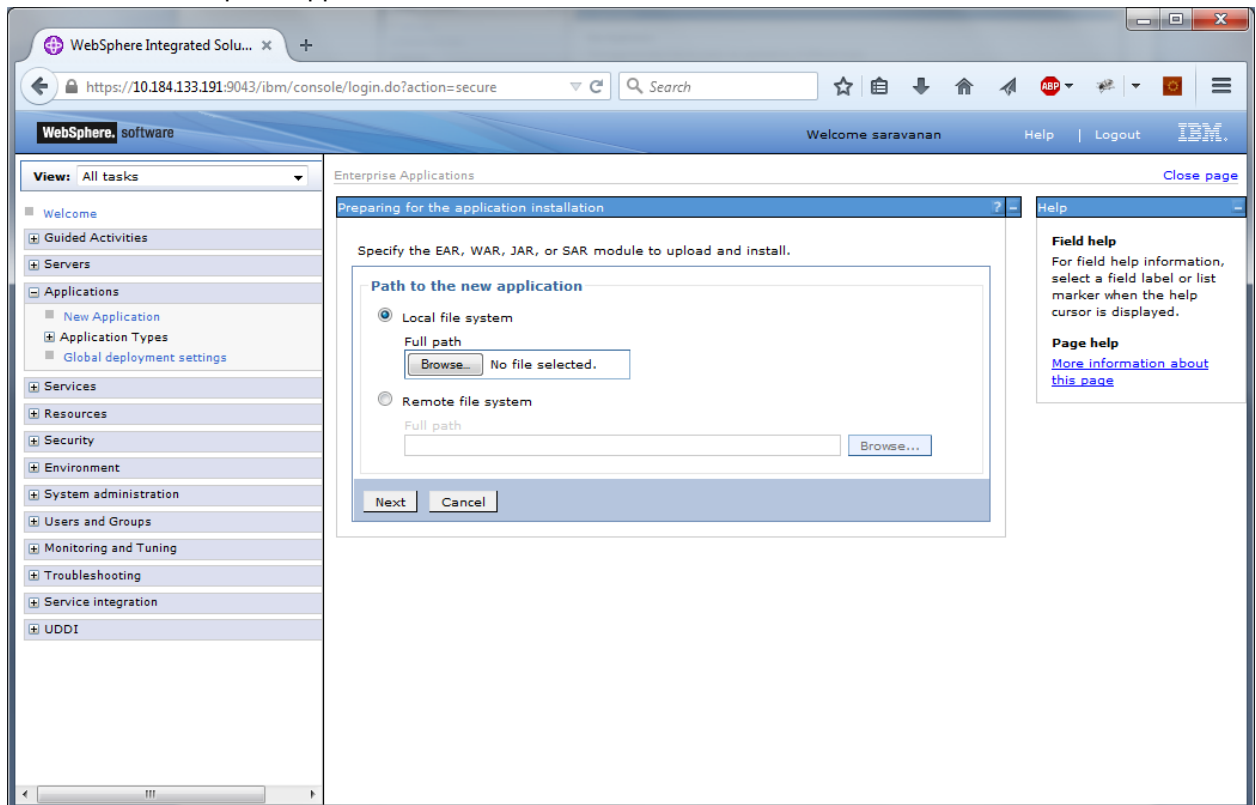 WebSphere Integrated Solu... × +
https://10.184.133.191:9043/ibm/console/login.do?action=secure
Search
ABP
WebSphere. software
Welcome saravanan
Help | Logout
IBM.
View: All tasks
Welcome
Guided Activities
Servers
Applications
New Application
Application Types
Global deployment settings
Services
Resources
Security
Environment
System administration
Users and Groups
Monitoring and Tuning
Troubleshooting
Service integration
UDDI
Enterprise Applications
Close page
Preparing for the application installation
? -
Specify the EAR, WAR, JAR, or SAR module to upload and install.
Path to the new application
Local file system
Full path
Browse... No file selected.
Remote file system
Full path
Browse...
Next Cancel
Help
Field help
For field help information,
select a field label or list
marker when the help
cursor is displayed.
Page help
More information about
this page